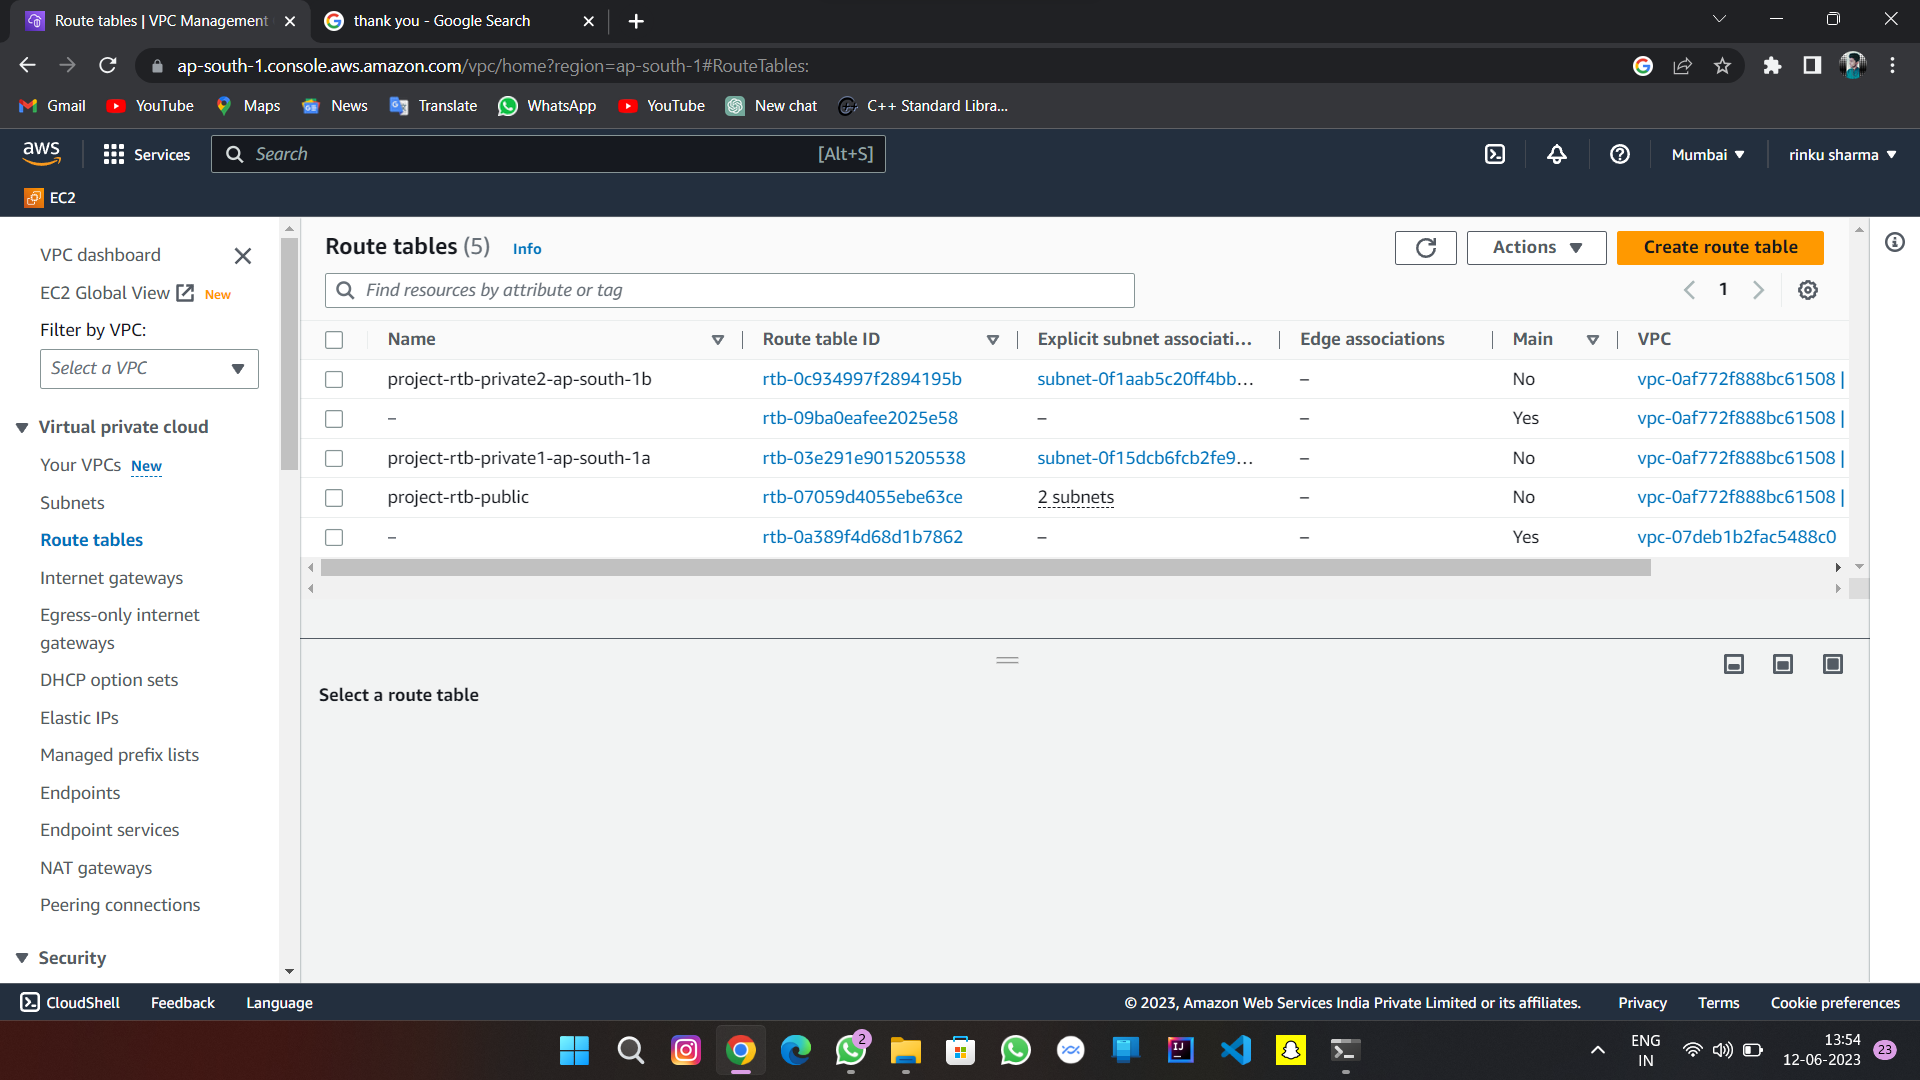 Route tables | VPC Management
thank you - Google Search
ap-south-1.console.aws.amazon.com/vpc/home?region=ap-south-1#RouteTables:
Gmail YouTube Maps News Translate WhatsApp YouTube New chat C++ Standard Libra...
aws Services Search [Alt+S] Mumbai rinku sharma
EC2
VPC dashboard
EC2 Global View New
Filter by VPC:
Select a VPC
Virtual private cloud
Your VPCs New
Subnets
Route tables
Internet gateways
Egress-only internet
gateways
DHCP option sets
Elastic IPs
Managed prefix lists
Endpoints
Endpoint services
NAT gateways
Peering connections
Security
Route tables (5) Info
Actions Create route table
Find resources by attribute or tag
1
Name Route table ID Explicit subnet associati... Edge associations Main VPC
project-rtb-private2-ap-south-1b rtb-0c934997f2894195b subnet-0f1aab5c20ff4bb... – No vpc-0af772f888bc61508 |
– rtb-09ba0eafee2025e58 – – Yes vpc-0af772f888bc61508 |
project-rtb-private1-ap-south-1a rtb-03e291e9015205538 subnet-0f15dcb6fcb2fe9... – No vpc-0af772f888bc61508 |
project-rtb-public rtb-07059d4055ebe63ce 2 subnets – No vpc-0af772f888bc61508 |
– rtb-0a389f4d68d1b7862 – – Yes vpc-07deb1b2fac5488c0
Select a route table
CloudShell Feedback Language © 2023, Amazon Web Services India Private Limited or its affiliates. Privacy Terms Cookie preferences
2
IJ
ENG
IN
13:54
12-06-2023
23